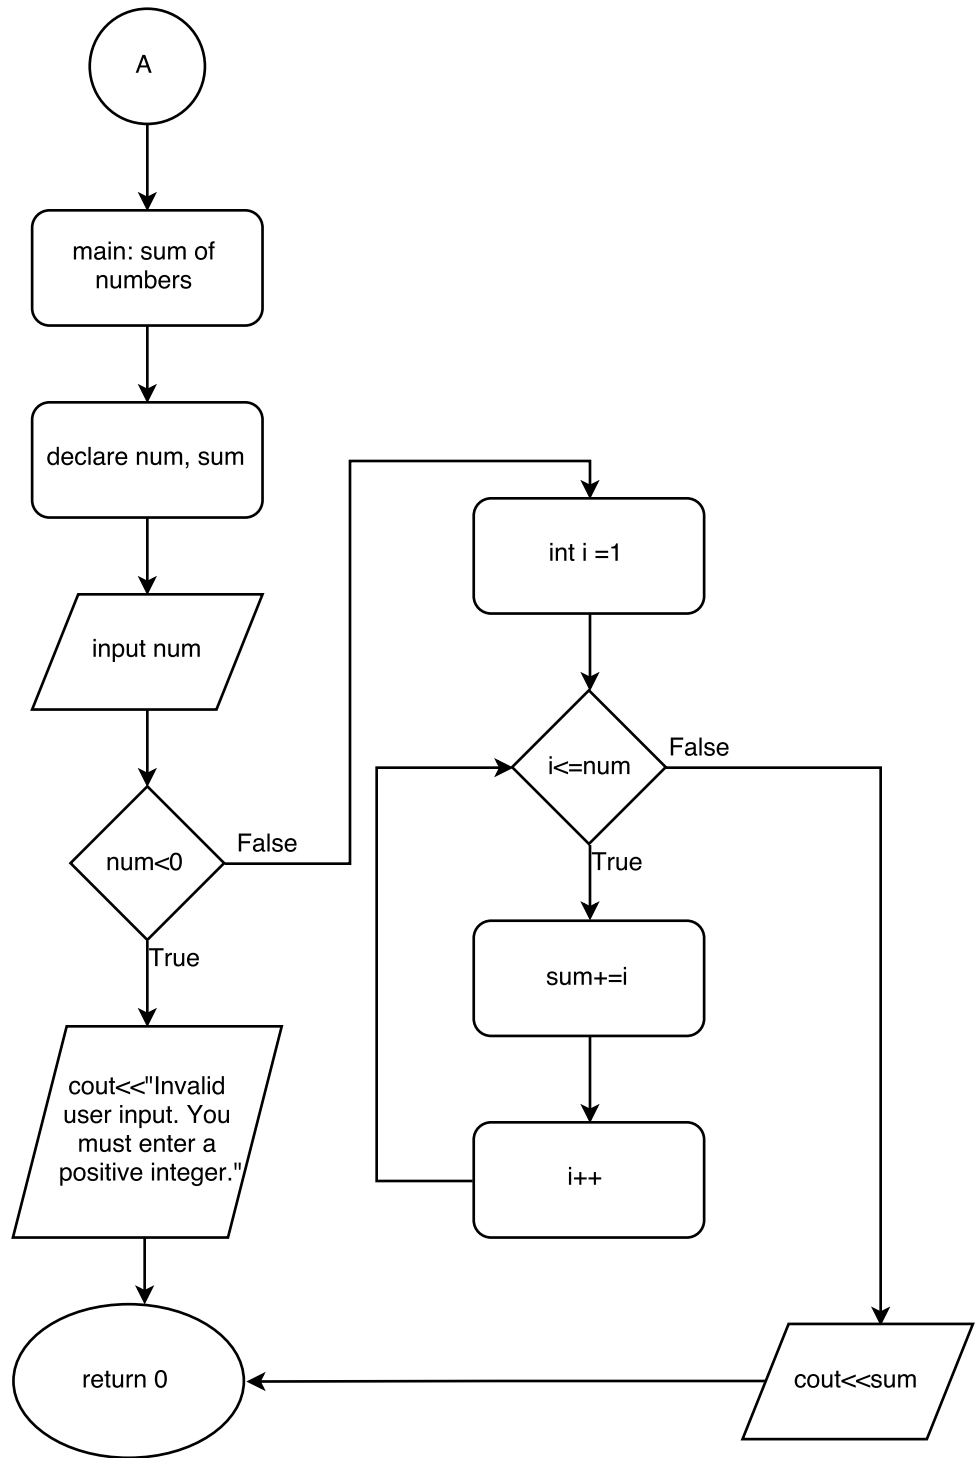 A
main: sum of
numbers
declare num, sum
input num
num<0
False
True
cout<<"Invalid
user input. You
must enter a
positive integer."
return 0
int i =1
i<=num
False
True
sum+=i
i++
cout<<sum